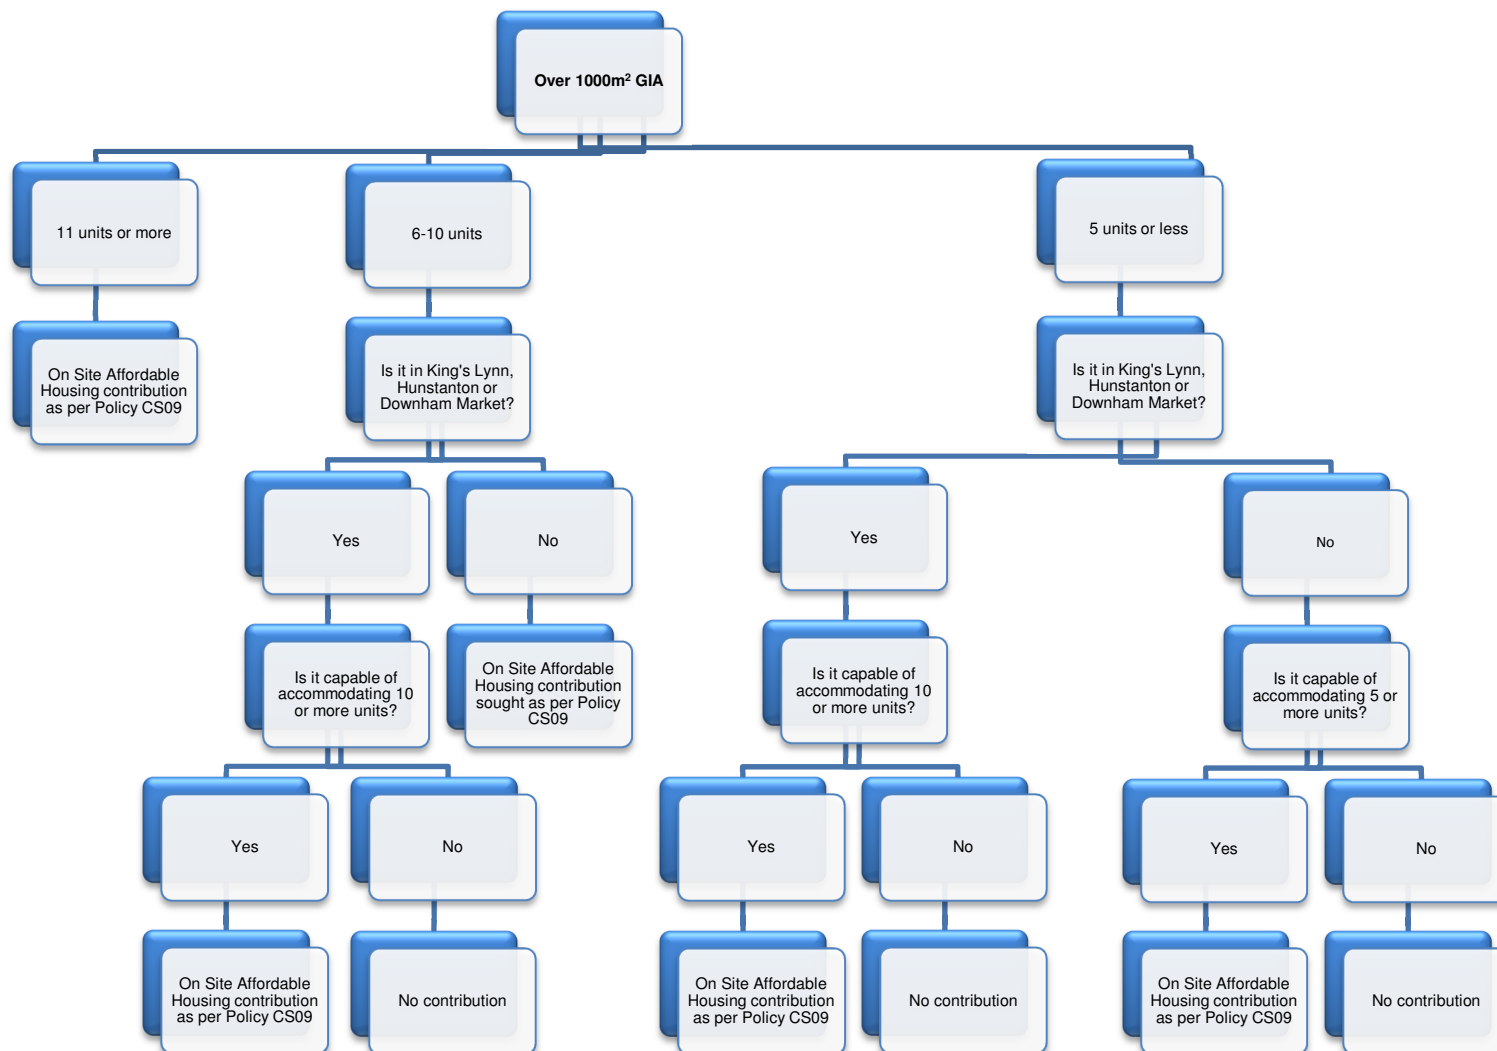 Over 1000m² GIA
11 units or more
6-10 units
5 units or less
On Site Affordable
Housing contribution
as per Policy CS09
Is it in King's Lynn,
Hunstanton or
Downham Market?
Is it in King's Lynn,
Hunstanton or
Downham Market?
Yes
No
Yes
No
Is it capable of
accommodating 10
or more units?
On Site Affordable
Housing contribution
sought as per Policy
CS09
Is it capable of
accommodating 10
or more units?
Is it capable of
accommodating 5 or
more units?
Yes
No
Yes
No
Yes
No
On Site Affordable
Housing contribution
as per Policy CS09
No contribution
On Site Affordable
Housing contribution
as per Policy CS09
No contribution
On Site Affordable
Housing contribution
as per Policy CS09
No contribution